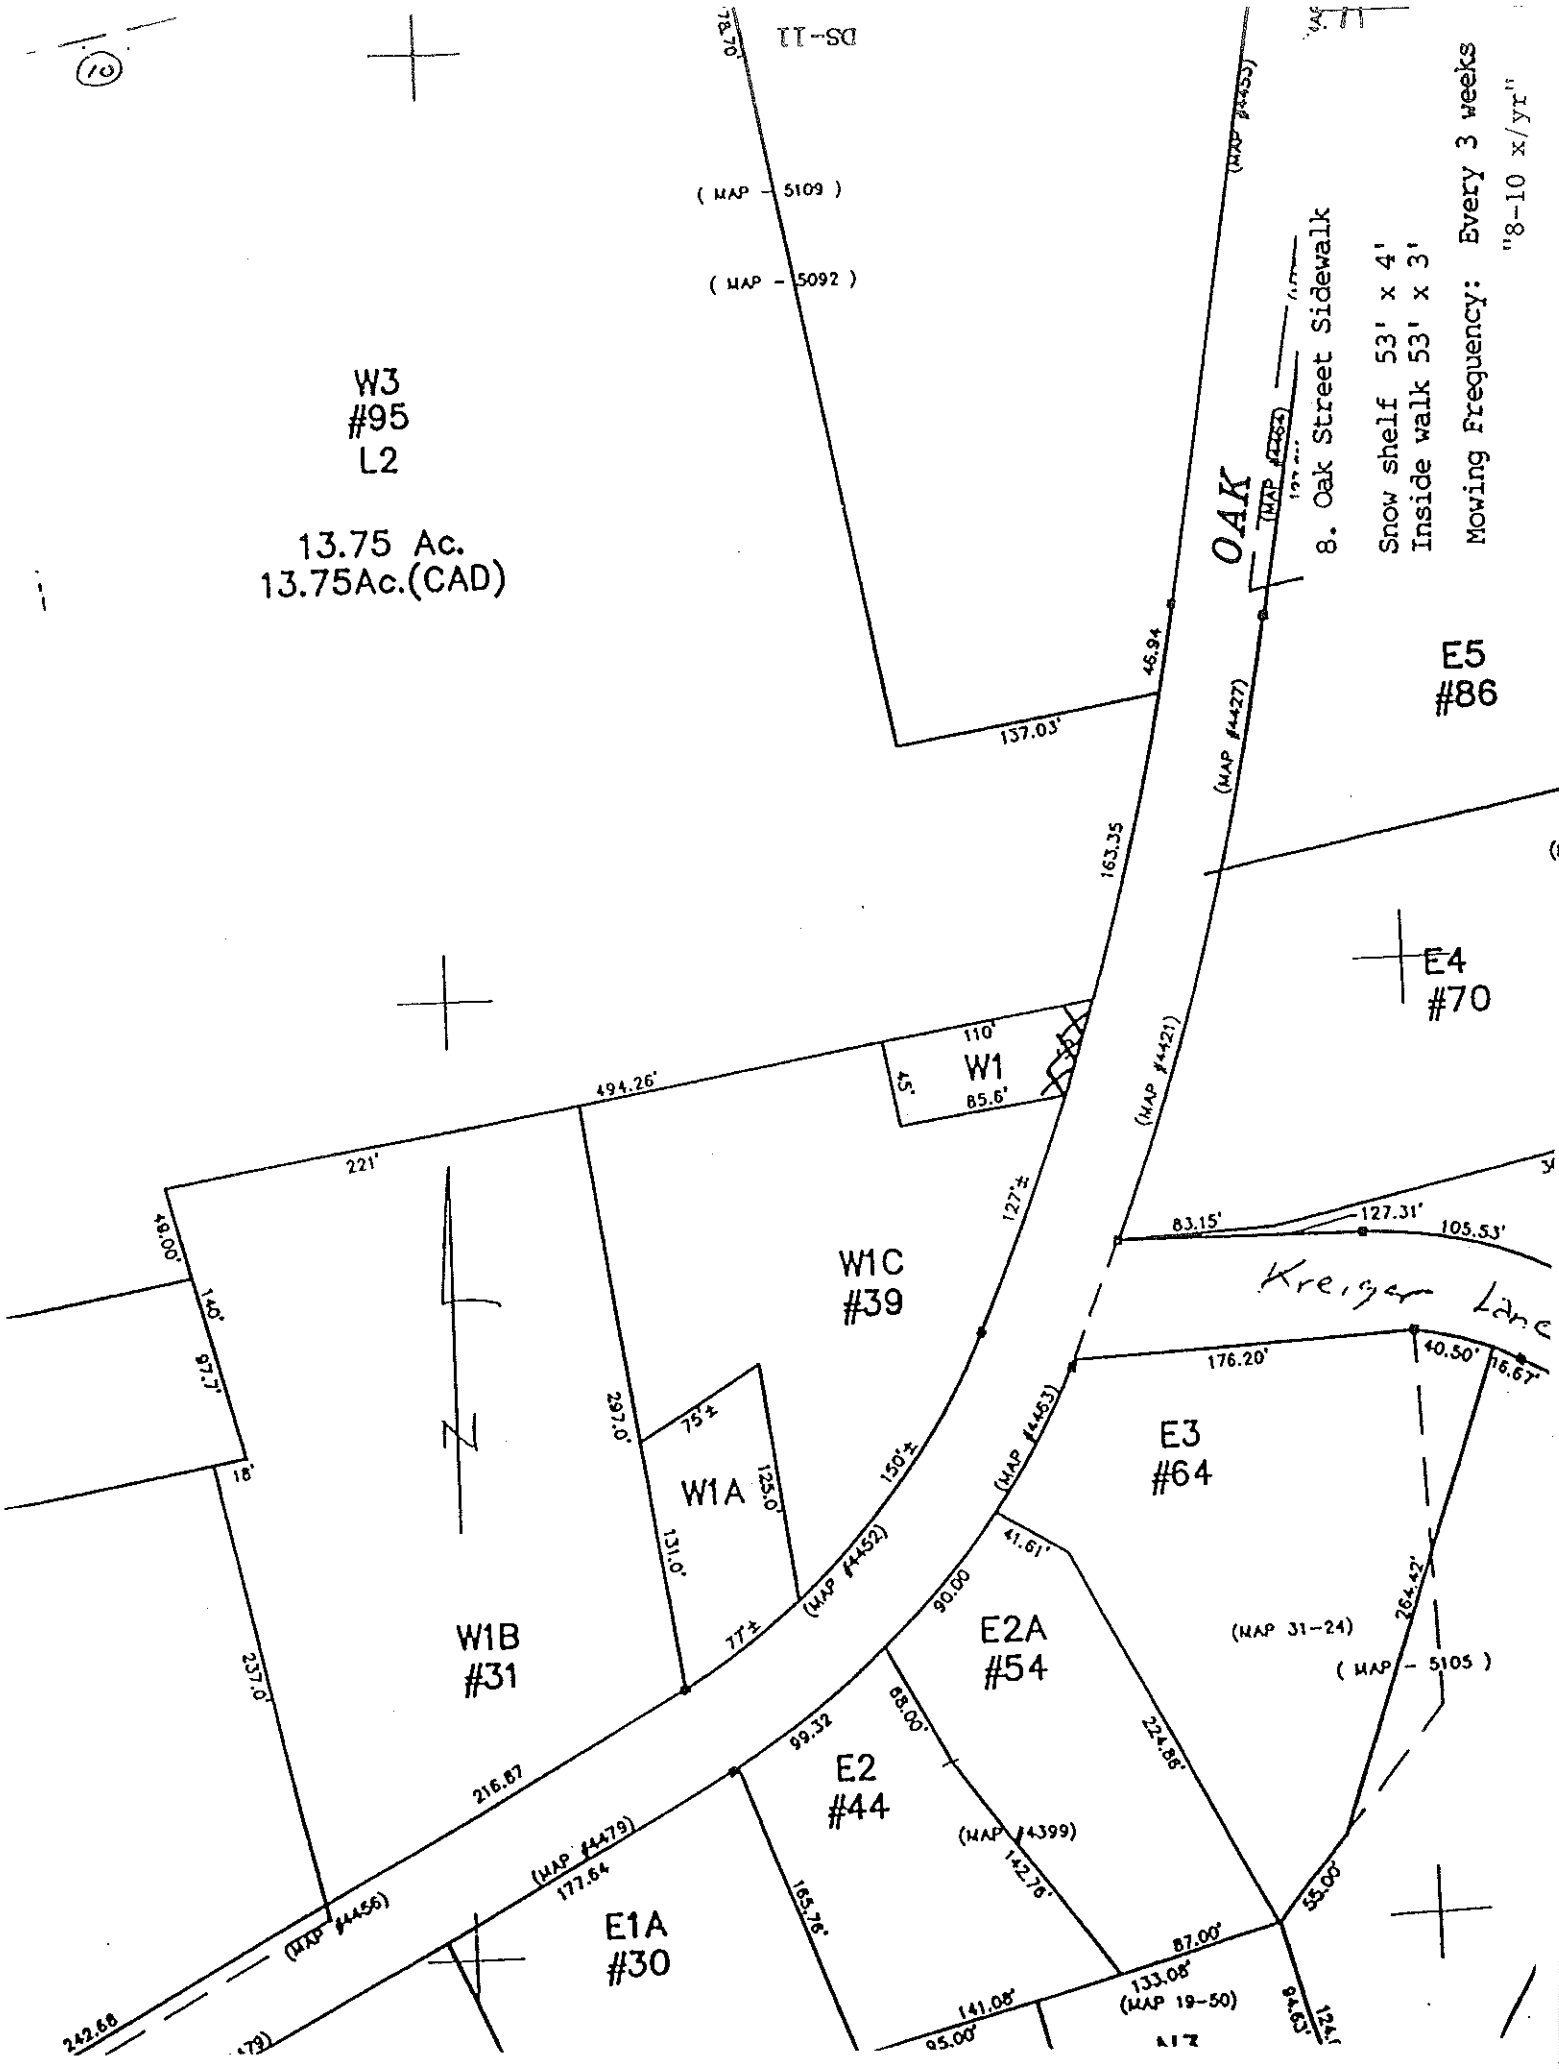 10
78.70'
DS-11
(MAP #4453)
( MAP - 5109 )
( MAP - 5092 )
8. Oak Street Sidewalk
Snow shelf 53' x 4'
Inside walk 53' x 3'
Mowing Frequency: Every 3 weeks
"8-10 x/yr"
W3
#95
L2
13.75 Ac.
13.75Ac.(CAD)
OAK
(MAP #4464)
46.94
137.03'
(MAP #4427)
E5
#86
163.35
E4
#70
110'
W1
45'
85.6'
53'
494.26'
221'
(MAP #4421)
127'±
49.00'
140'
97.7'
18'
W1C
#39
83.15'
127.31'
105.53'
Kreiger Lane
176.20'
40.50'
16.67'
N
297.0'
75'±
W1A
125.0'
131.0'
150'±
(MAP #4463)
E3
#64
(MAP #4452)
41.61'
90.00
264.42'
W1B
#31
237.0'
77'±
E2A
#54
(MAP 31-24)
( MAP - 5105 )
68.00'
224.86'
99.32
216.87
E2
#44
(MAP #4399)
142.76'
(MAP #4479)
177.64
165.76'
55.00'
(MAP #4456)
E1A
#30
87.00'
133.08'
(MAP 19-50)
141.08'
95.00'
94.63'
242.68